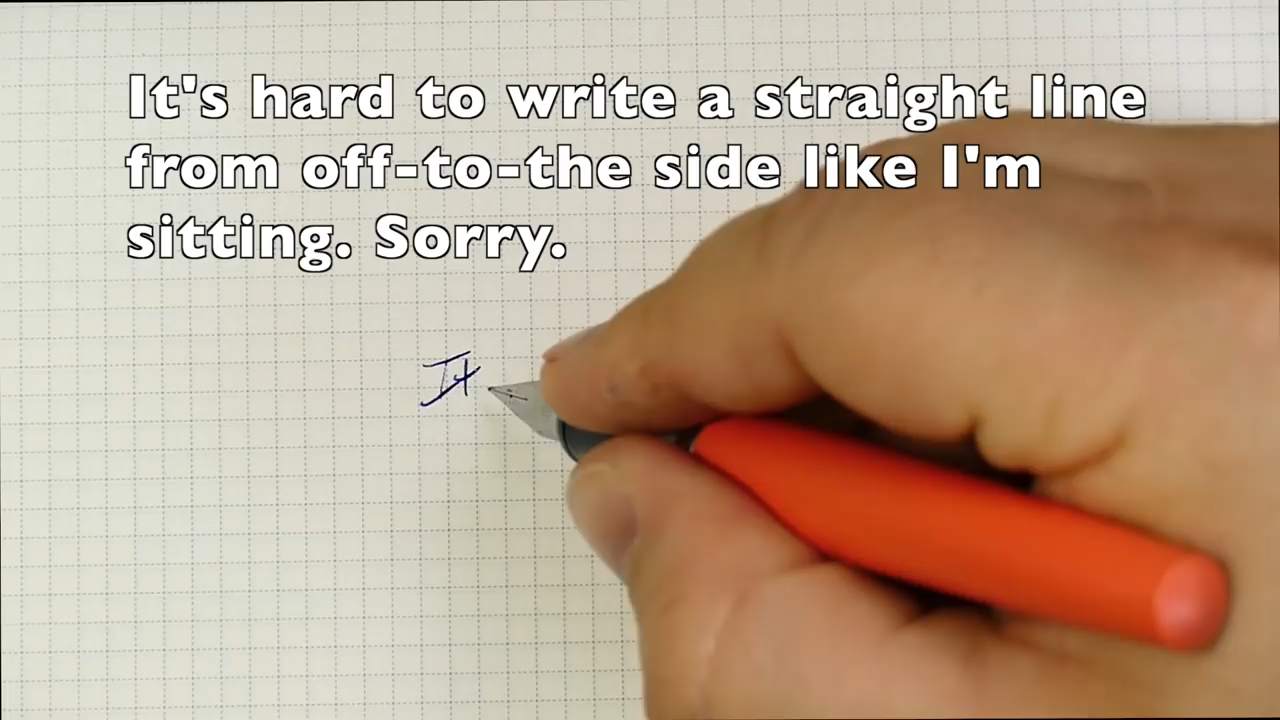 It's hard to write a straight line
from off-to-the side like I'm
sitting. Sorry.
It